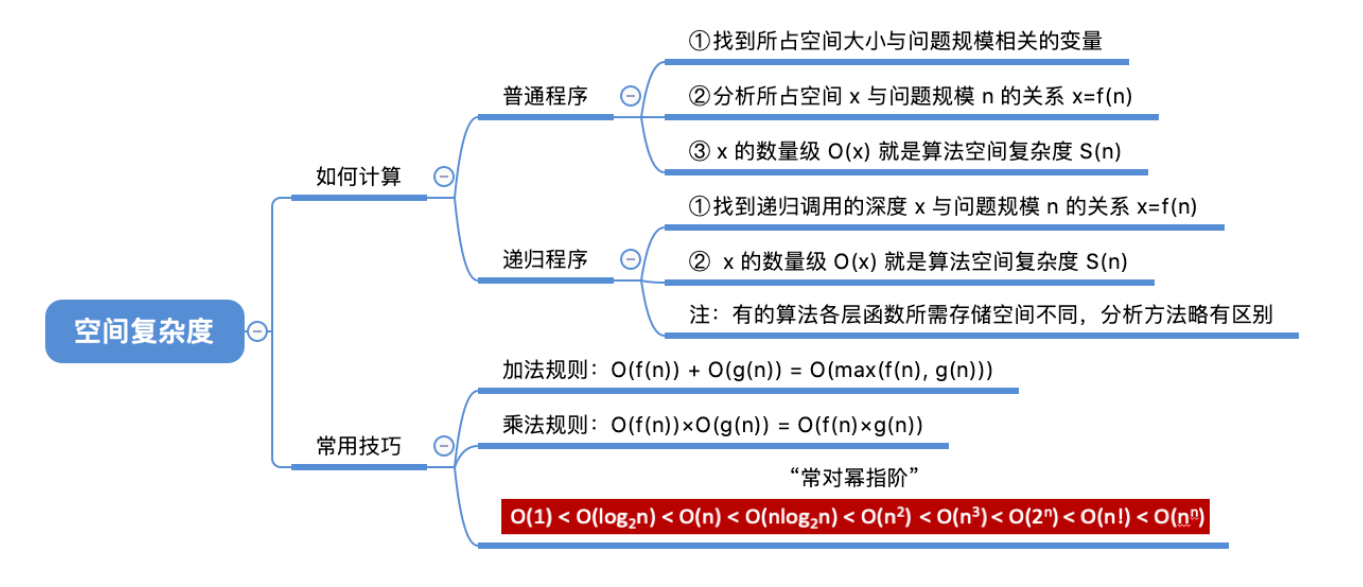 空间复杂度
如何计算
普通程序
①找到所占空间大小与问题规模相关的变量
②分析所占空间 x 与问题规模 n 的关系 x=f(n)
③ x 的数量级 O(x) 就是算法空间复杂度 S(n)
递归程序
①找到递归调用的深度 x 与问题规模 n 的关系 x=f(n)
② x 的数量级 O(x) 就是算法空间复杂度 S(n)
注：有的算法各层函数所需存储空间不同，分析方法略有区别
常用技巧
加法规则：O(f(n)) + O(g(n)) = O(max(f(n), g(n)))
乘法规则：O(f(n))×O(g(n)) = O(f(n)×g(n))
“常对幂指阶”
O(1) < O(log₂n) < O(n) < O(nlog₂n) < O(n²) < O(n³) < O(2ⁿ) < O(n!) < O(nⁿ)